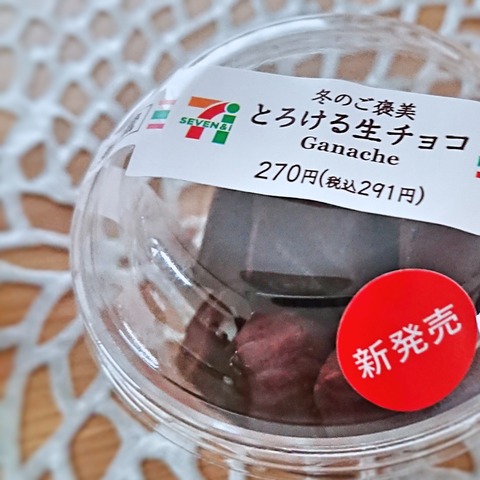 冬のご褒美
SEVEN&i
とろける生チョコ
Ganache
270円(税込291円)
新発売